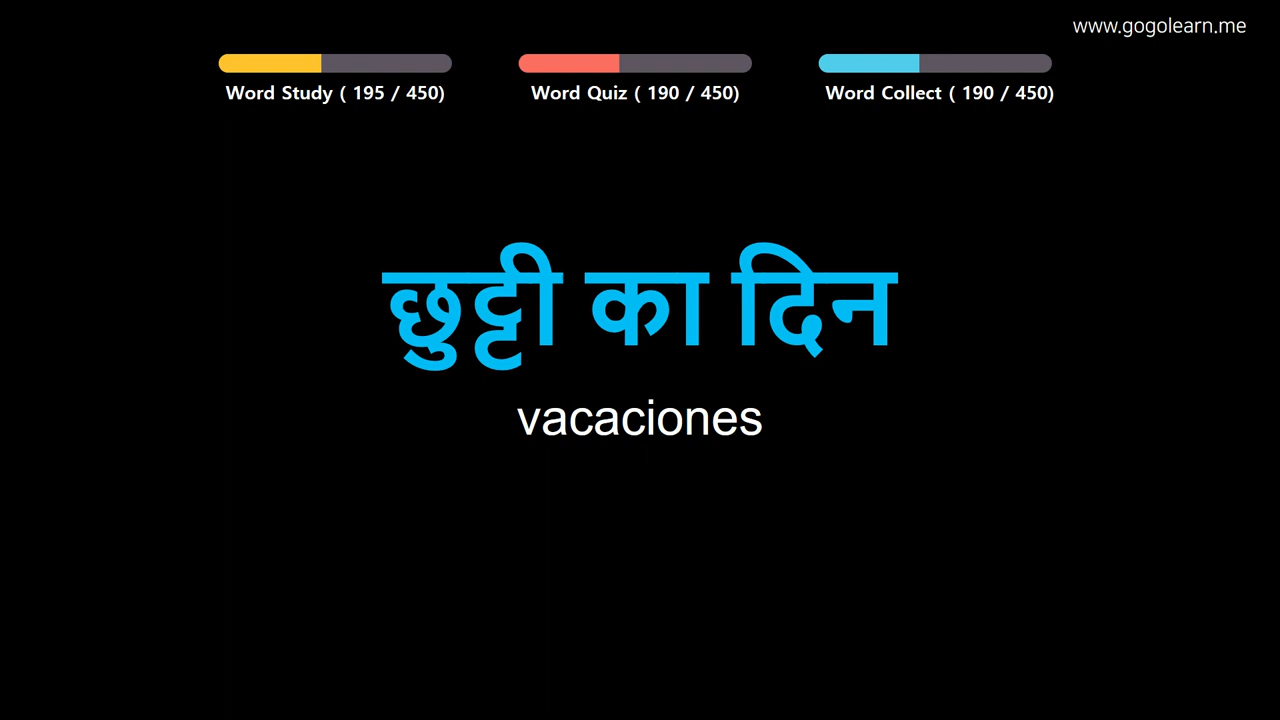 www.gogolearn.me
Word Study ( 195 / 450)
Word Quiz ( 190 / 450)
Word Collect ( 190 / 450)
छुट्टी का दिन
vacaciones